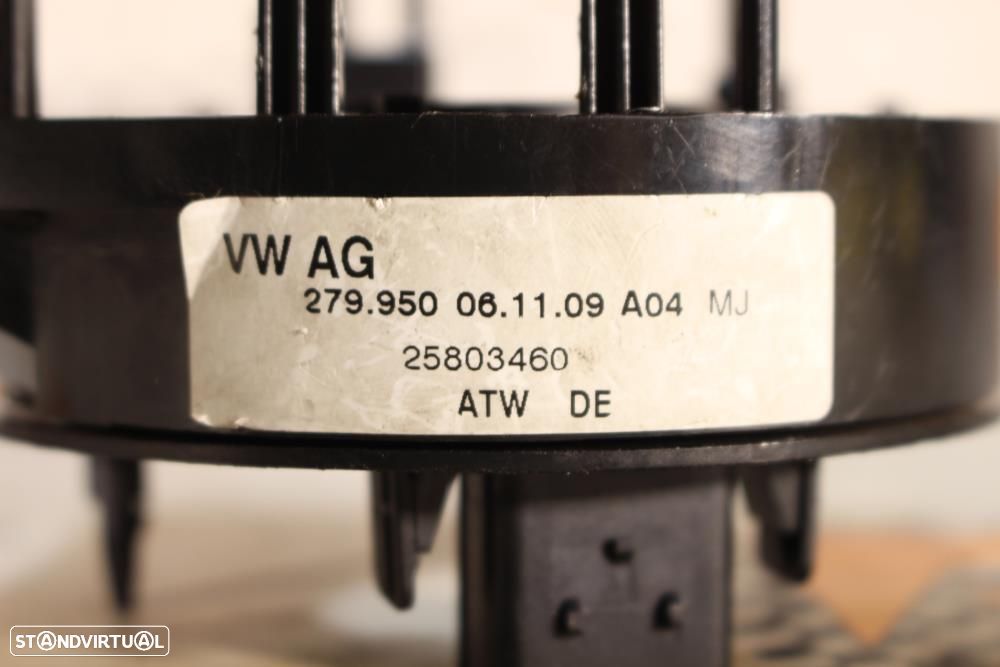 VW AG
279.950 06.11.09 A04 MJ
25803460
ATW DE
STANDVIRTUAL